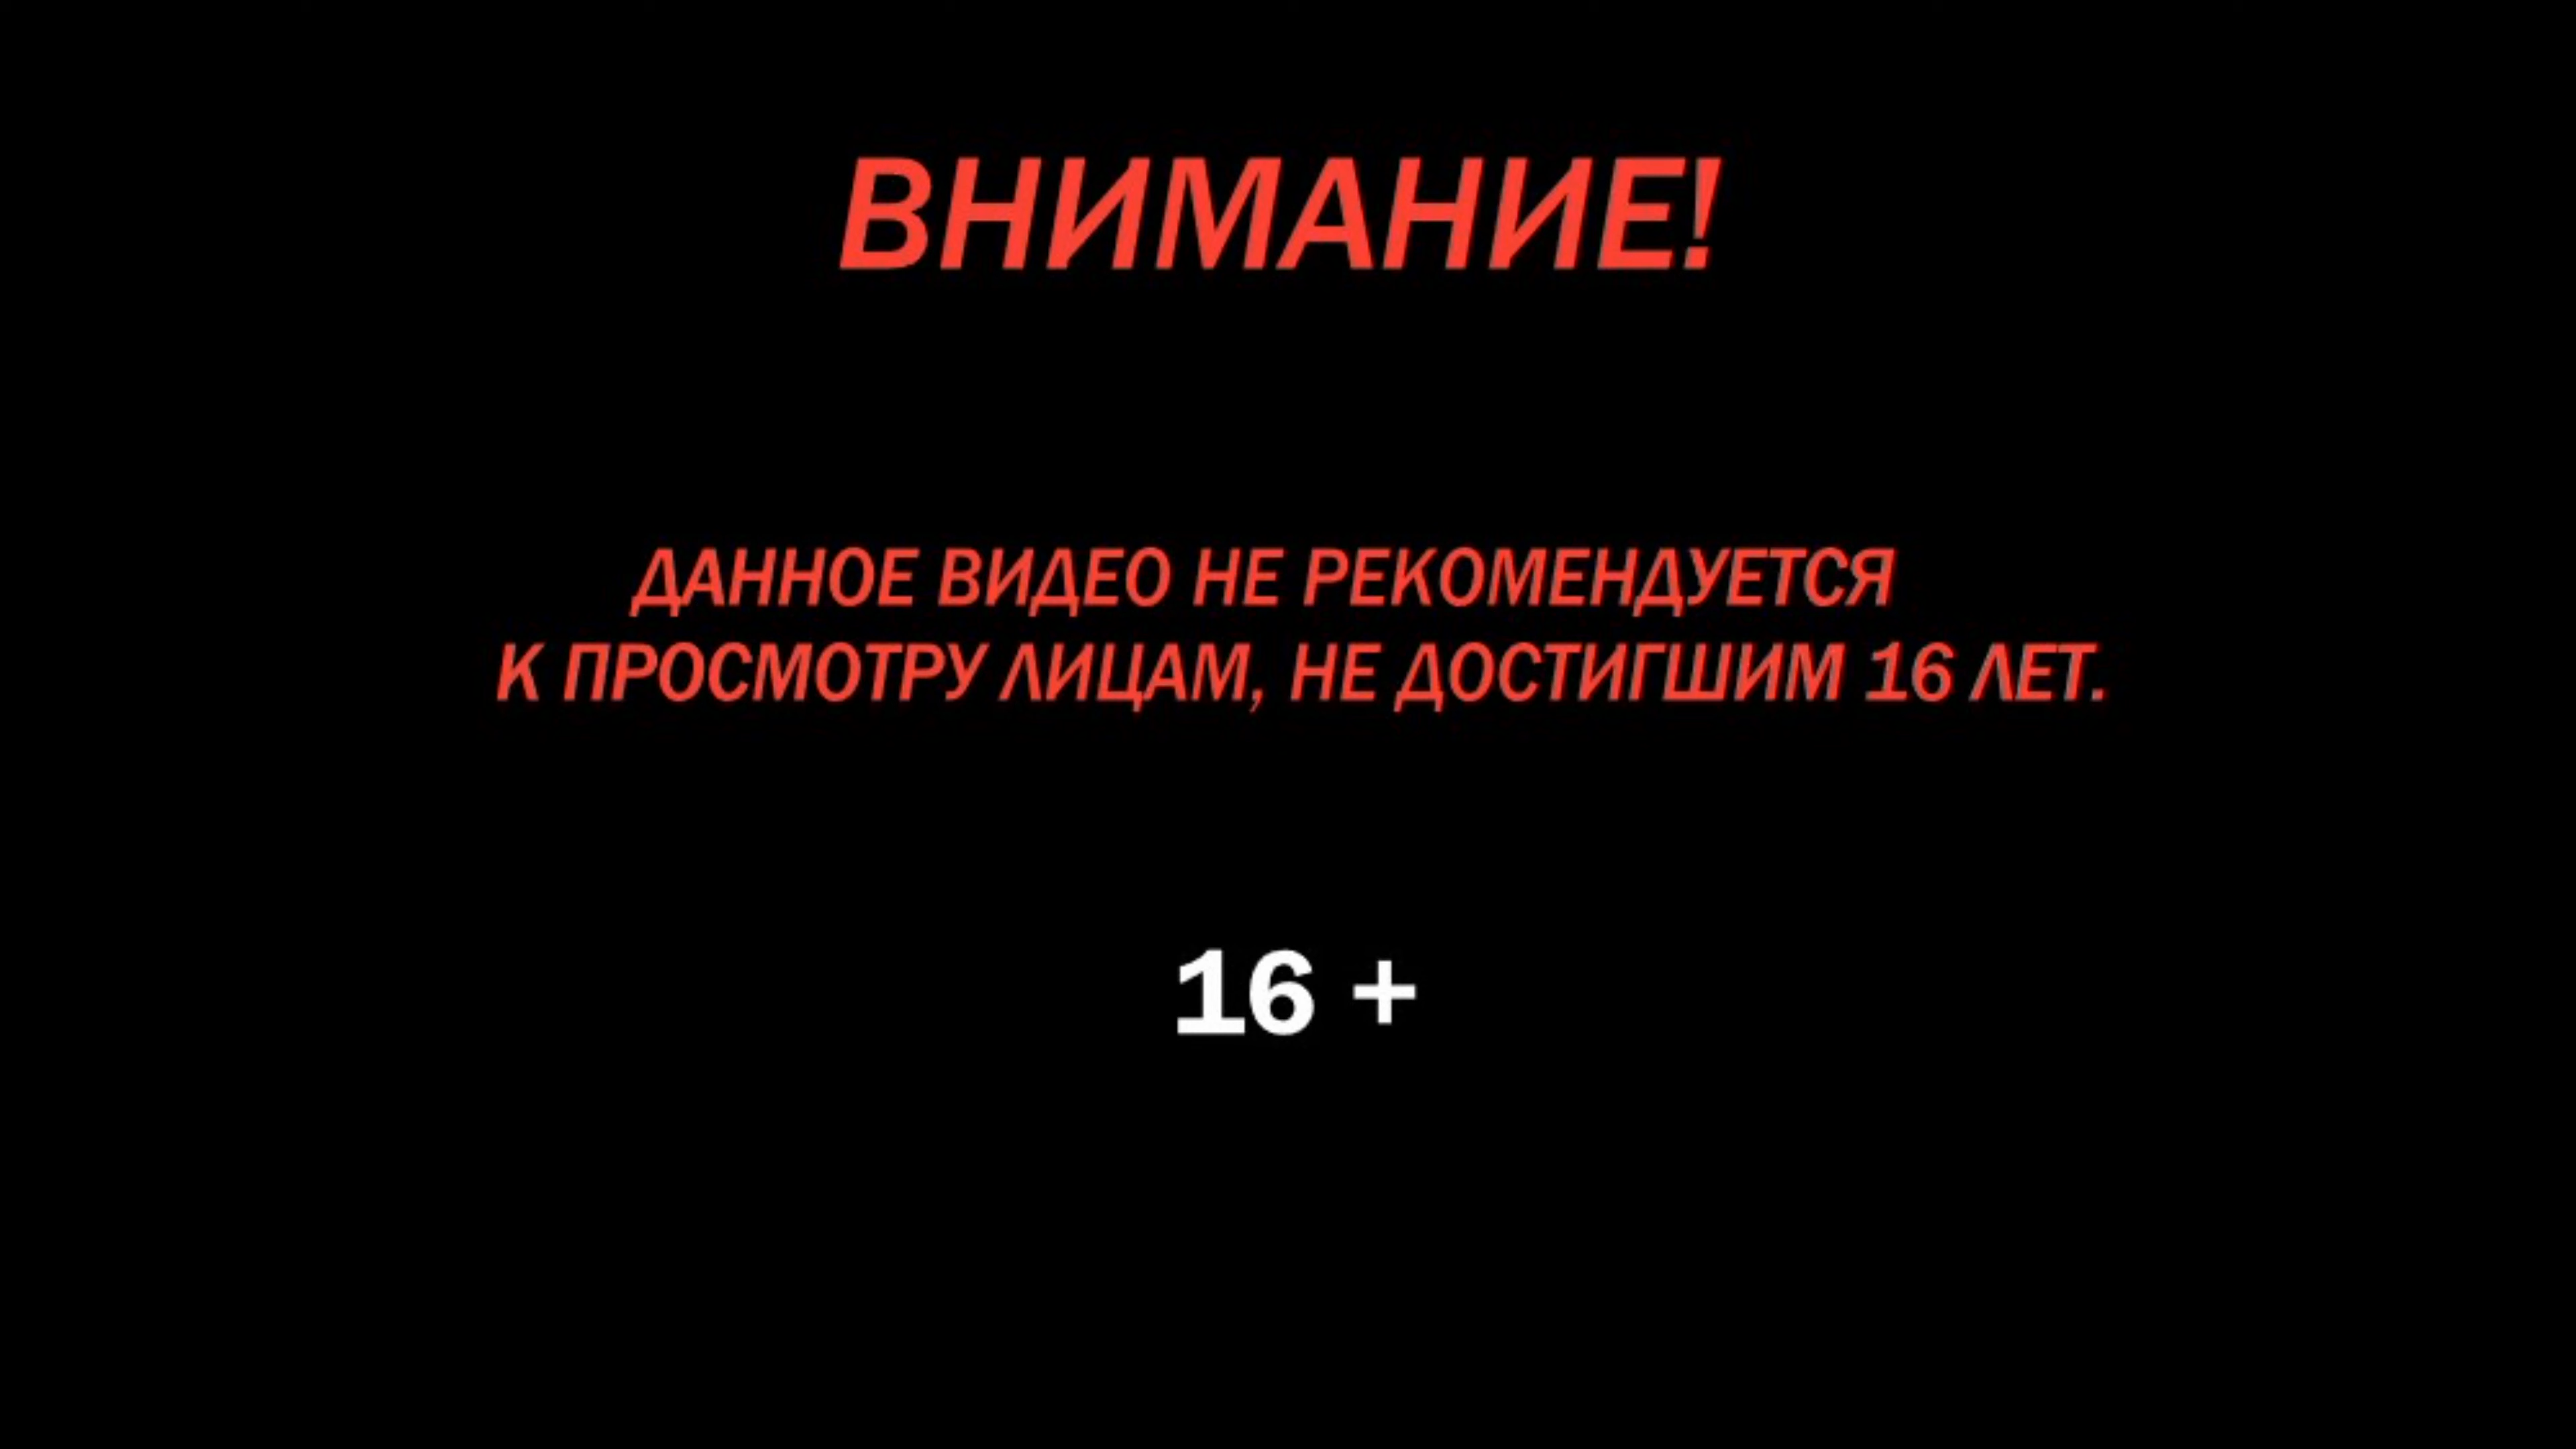 ВНИМАНИЕ!
ДАННОЕ ВИДЕО НЕ РЕКОМЕНДУЕТСЯ
К ПРОСМОТРУ ЛИЦАМ, НЕ ДОСТИГШИМ 16 ЛЕТ.
16 +